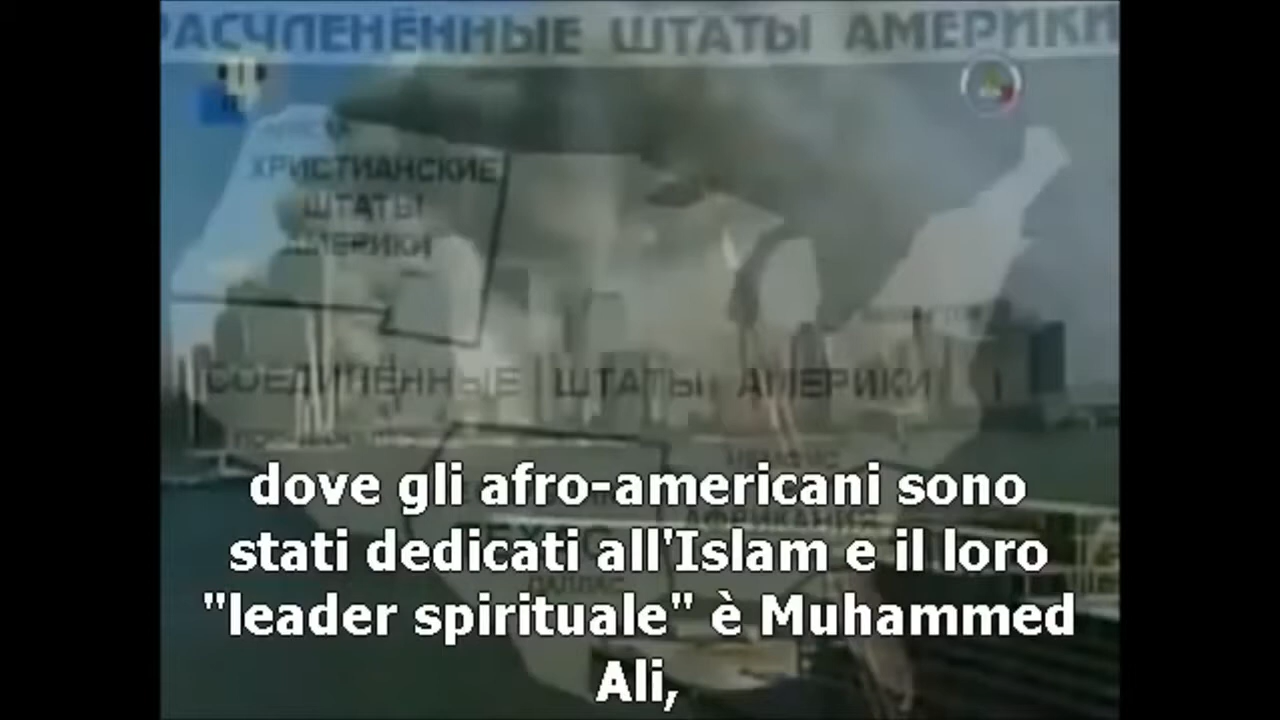 РАСЧЛЕНЁННЫЕ ШТАТЫ АМЕРИКИ
ХРИСТИАНСКИЕ
ШТАТЫ
АМЕРИКИ
СОЕДИНЁННЫЕ ШТАТЫ АМЕРИКИ
ДАЛЛАС
dove gli afro-americani sono
stati dedicati all'Islam e il loro
"leader spirituale" è Muhammed
Ali,